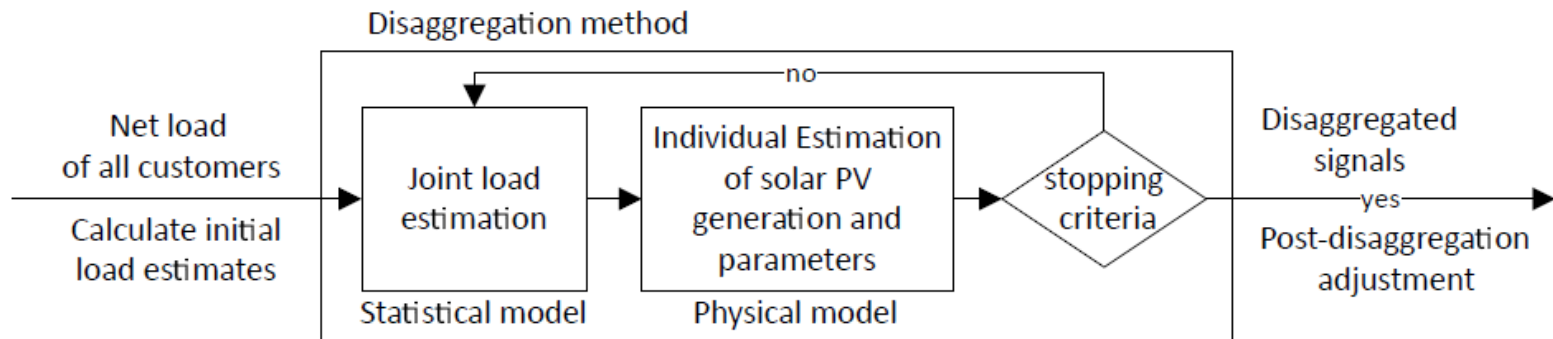 Disaggregation method
no
Net load
of all customers
Calculate initial
load estimates
Joint load
estimation
Statistical model
Individual Estimation
of solar PV
generation and
parameters
Physical model
stopping
criteria
Disaggregated
signals
yes
Post-disaggregation
adjustment